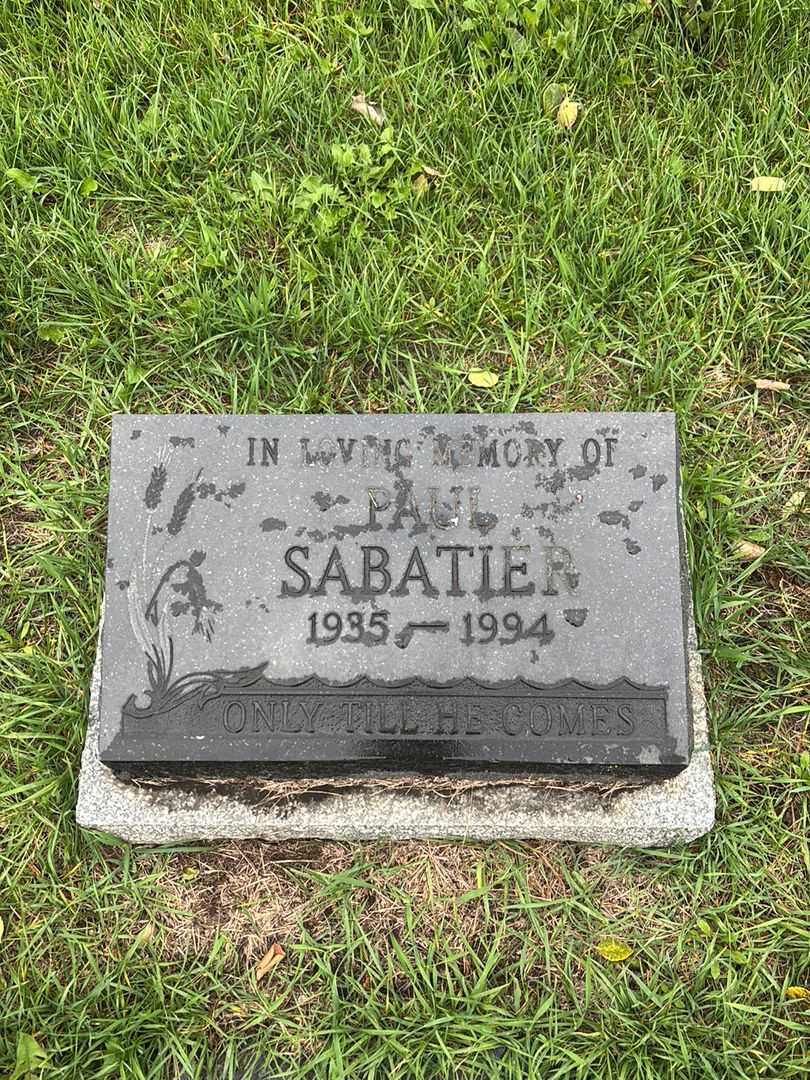 IN LOVING MEMORY OF
PAUL
SABATIER
1935 — 1994
ONLY TILL HE COMES